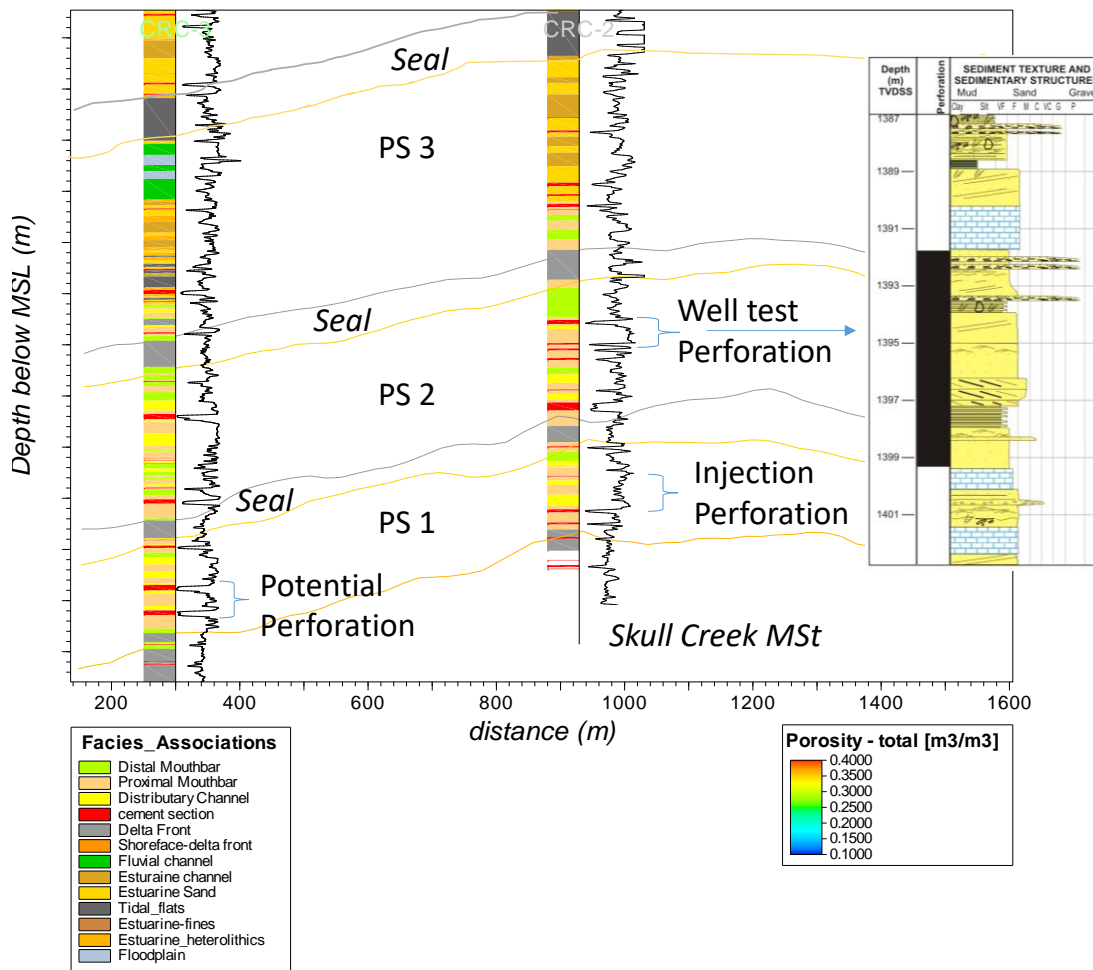 CRC-3
CRC-2
Seal
PS 3
Seal
Well test
Perforation
PS 2
Seal
Injection
Perforation
PS 1
Potential
Perforation
Skull Creek MSt
Depth below MSL (m)
200 400 600 800 1000 1200 1400 1600
distance (m)
Depth
(m)
TVDSS
Perforation
SEDIMENT TEXTURE AND
SEDIMENTARY STRUCTURE
Mud Sand Grave
Clay Silt VF F M C VC G P
1387
1389
1391
1393
1395
1397
1399
1401
Facies_Associations
Distal Mouthbar
Proximal Mouthbar
Distributary Channel
cement section
Delta Front
Shoreface-delta front
Fluvial channel
Esturaine channel
Estuarine Sand
Tidal_flats
Estuarine-fines
Estuarine_heterolithics
Floodplain
Porosity - total [m3/m3]
0.4000
0.3500
0.3000
0.2500
0.2000
0.1500
0.1000